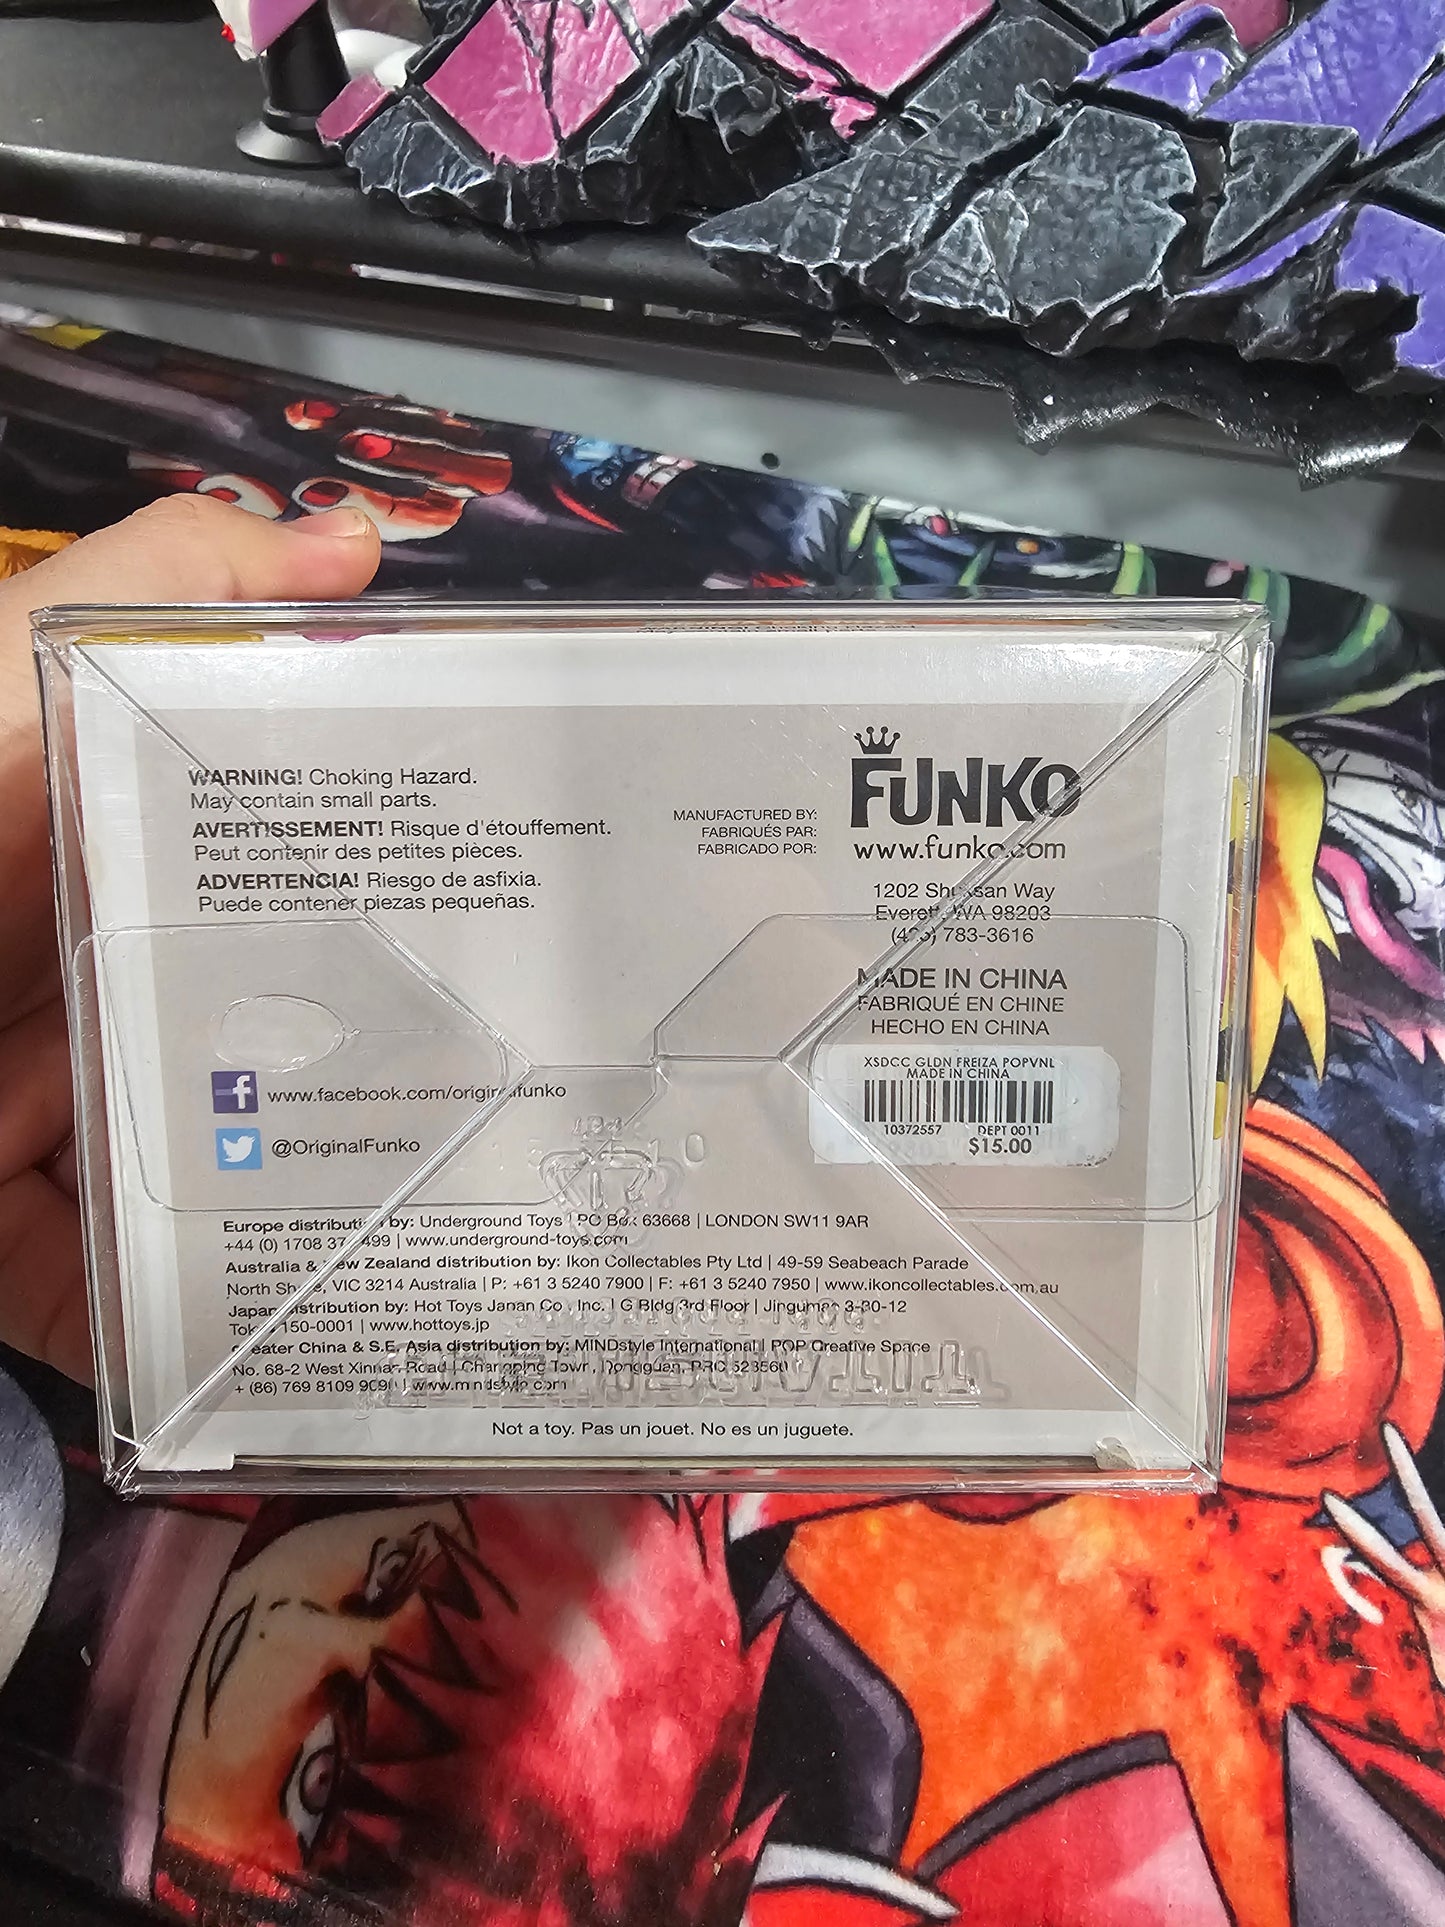 WARNING! Choking Hazard.
May contain small parts.
AVERTISSEMENT! Risque d'étouffement.
Peut contenir des petites pièces.
ADVERTENCIA! Riesgo de asfixia.
Puede contener piezas pequeñas.
MANUFACTURED BY:
FABRIQUÉS PAR:
FABRICADO POR:
FUNKO
www.funko.com
1202 Shuksan Way
Everett, WA 98203
(425) 783-3616
MADE IN CHINA
FABRIQUÉ EN CHINE
HECHO EN CHINA
XSDCC GLDN FREIZA POPVNL
MADE IN CHINA
10372557 DEPT 0011
$15.00
www.facebook.com/originalfunko
@OriginalFunko
Europe distribution by: Underground Toys | PO Box 63668 | LONDON SW11 9AR
+44 (0) 1708 499 | www.underground-toys.com
Australia & New Zealand distribution by: Ikon Collectables Pty Ltd | 49-59 Seabeach Parade
North Shore, VIC 3214 Australia | P: +61 3 5240 7900 | F: +61 3 5240 7950 | www.ikoncollectables.com.au
Japan distribution by: Hot Toys Japan Co., Inc. | G Bldg 3rd Floor | Jingumae 3-30-12
Tokyo 150-0001 | www.hottoys.jp
Greater China & S.E. Asia distribution by: MINDstyle International | POP Creative Space
No. 68-2 West Xinnan Road | Changping Town, Dongguan, PRC 523560
+ (86) 769 8109 9090 | www.mindstyle.com
Not a toy. Pas un jouet. No es un juguete.